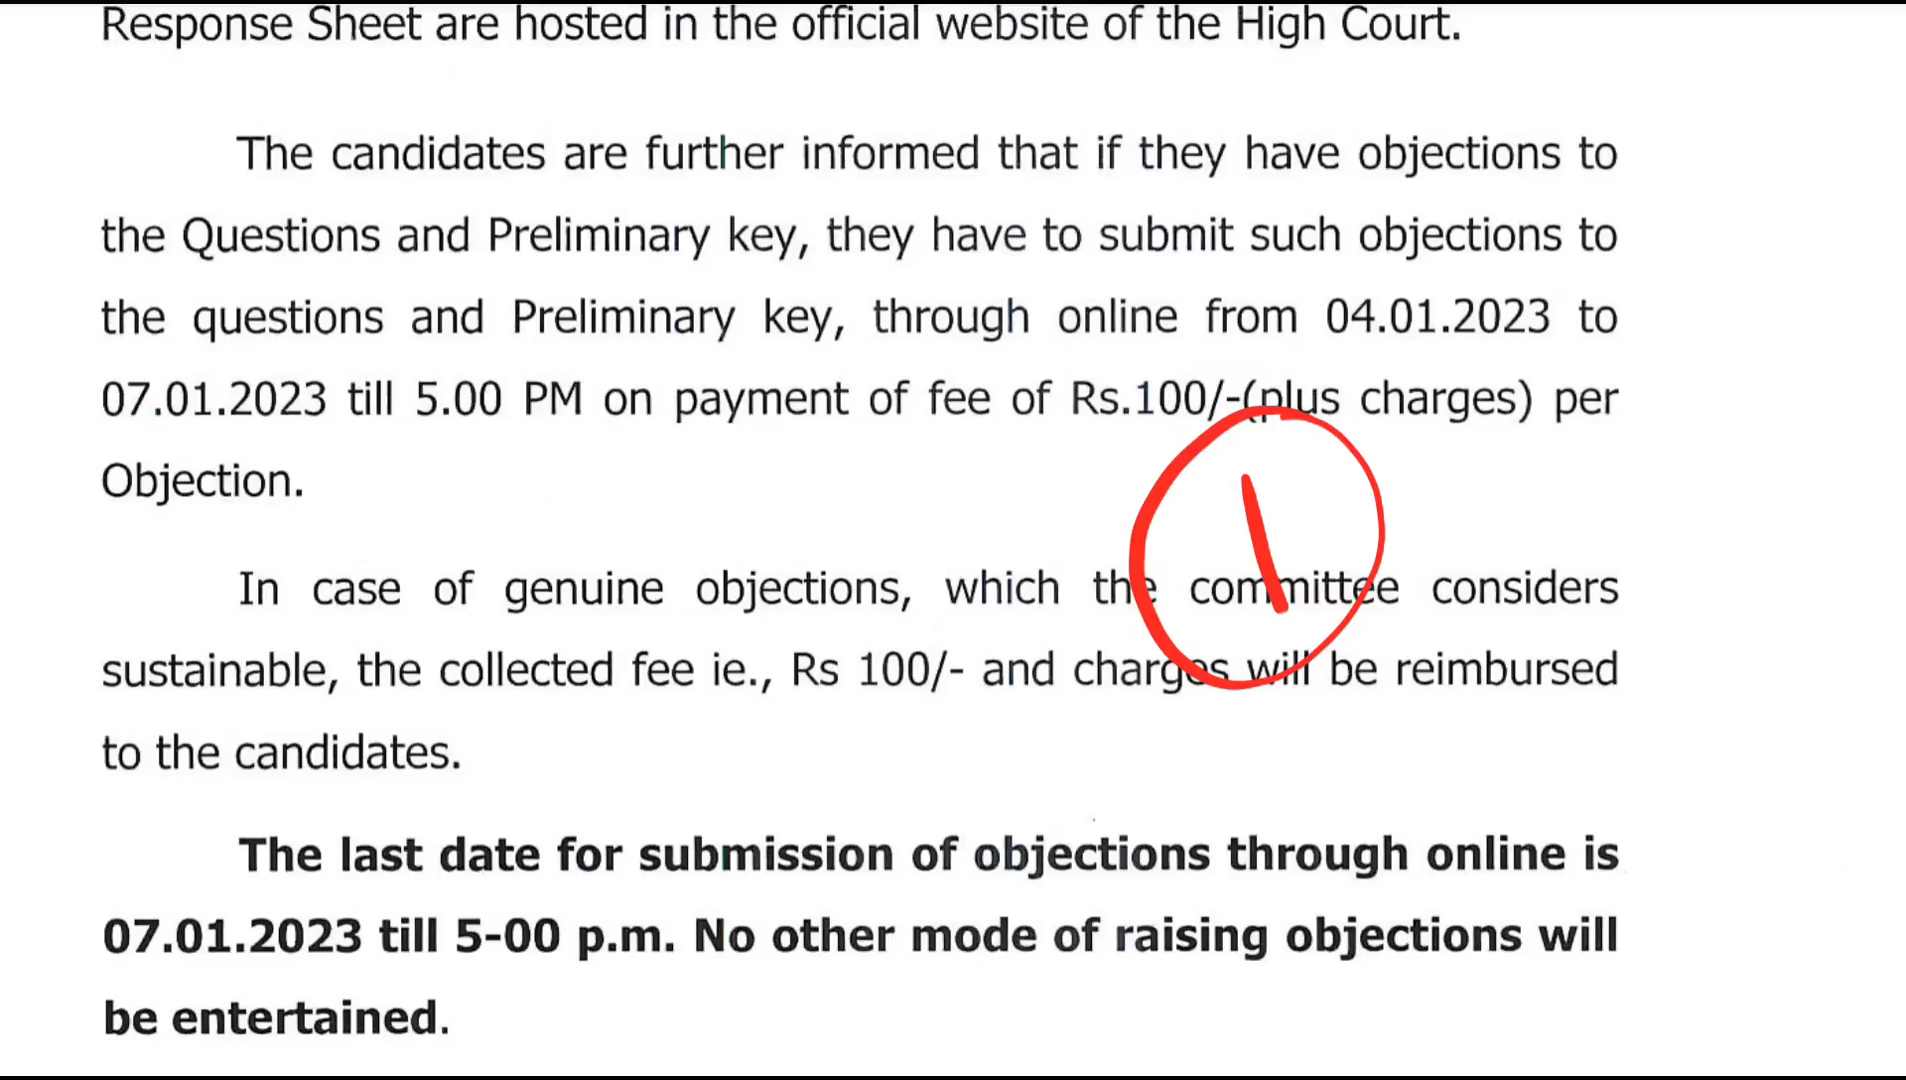 Response Sheet are hosted in the official website of the High Court.
The candidates are further informed that if they have objections to
the Questions and Preliminary key, they have to submit such objections to
the questions and Preliminary key, through online from 04.01.2023 to
07.01.2023 till 5.00 PM on payment of fee of Rs.100/-(plus charges) per
Objection.
1
In case of genuine objections, which the committee considers
sustainable, the collected fee ie., Rs 100/- and charges will be reimbursed
to the candidates.
The last date for submission of objections through online is
07.01.2023 till 5-00 p.m. No other mode of raising objections will
be entertained.